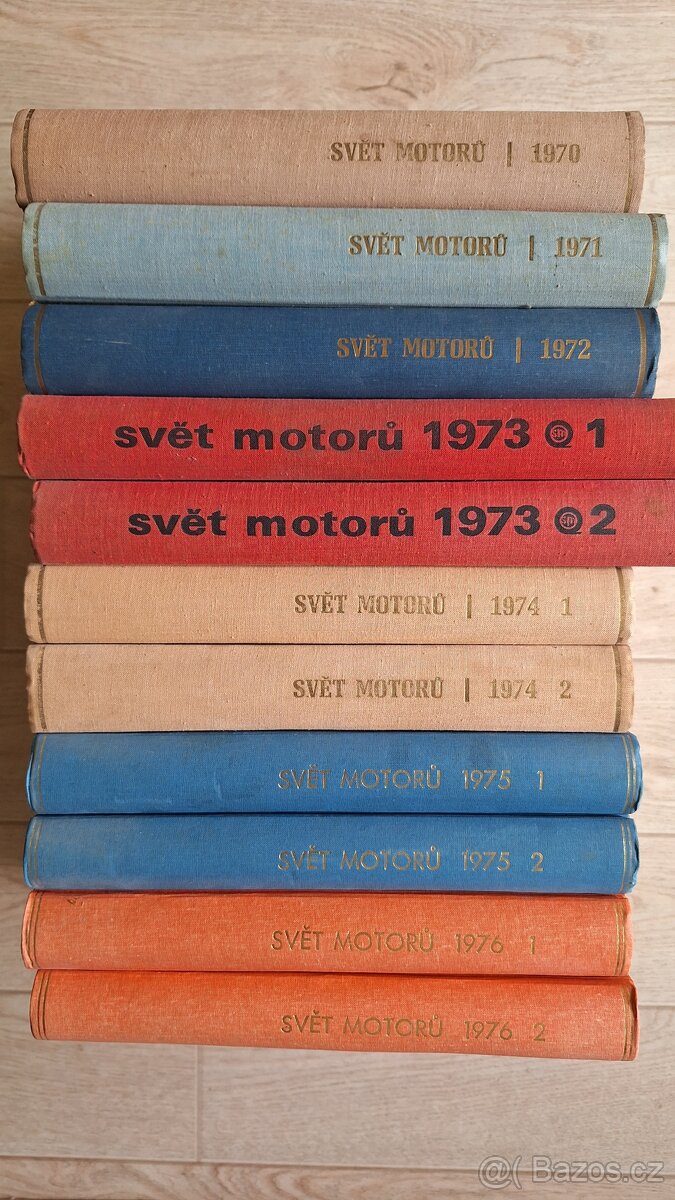 SVĚT MOTORŮ | 1970
SVĚT MOTORŮ | 1971
SVĚT MOTORŮ | 1972
svět motorů 1973 SM 1
svět motorů 1973 SM 2
SVĚT MOTORŮ | 1974 1
SVĚT MOTORŮ | 1974 2
SVĚT MOTORŮ 1975 1
SVĚT MOTORŮ 1975 2
SVĚT MOTORŮ 1976 1
SVĚT MOTORŮ 1976 2
@( Bazos.cz